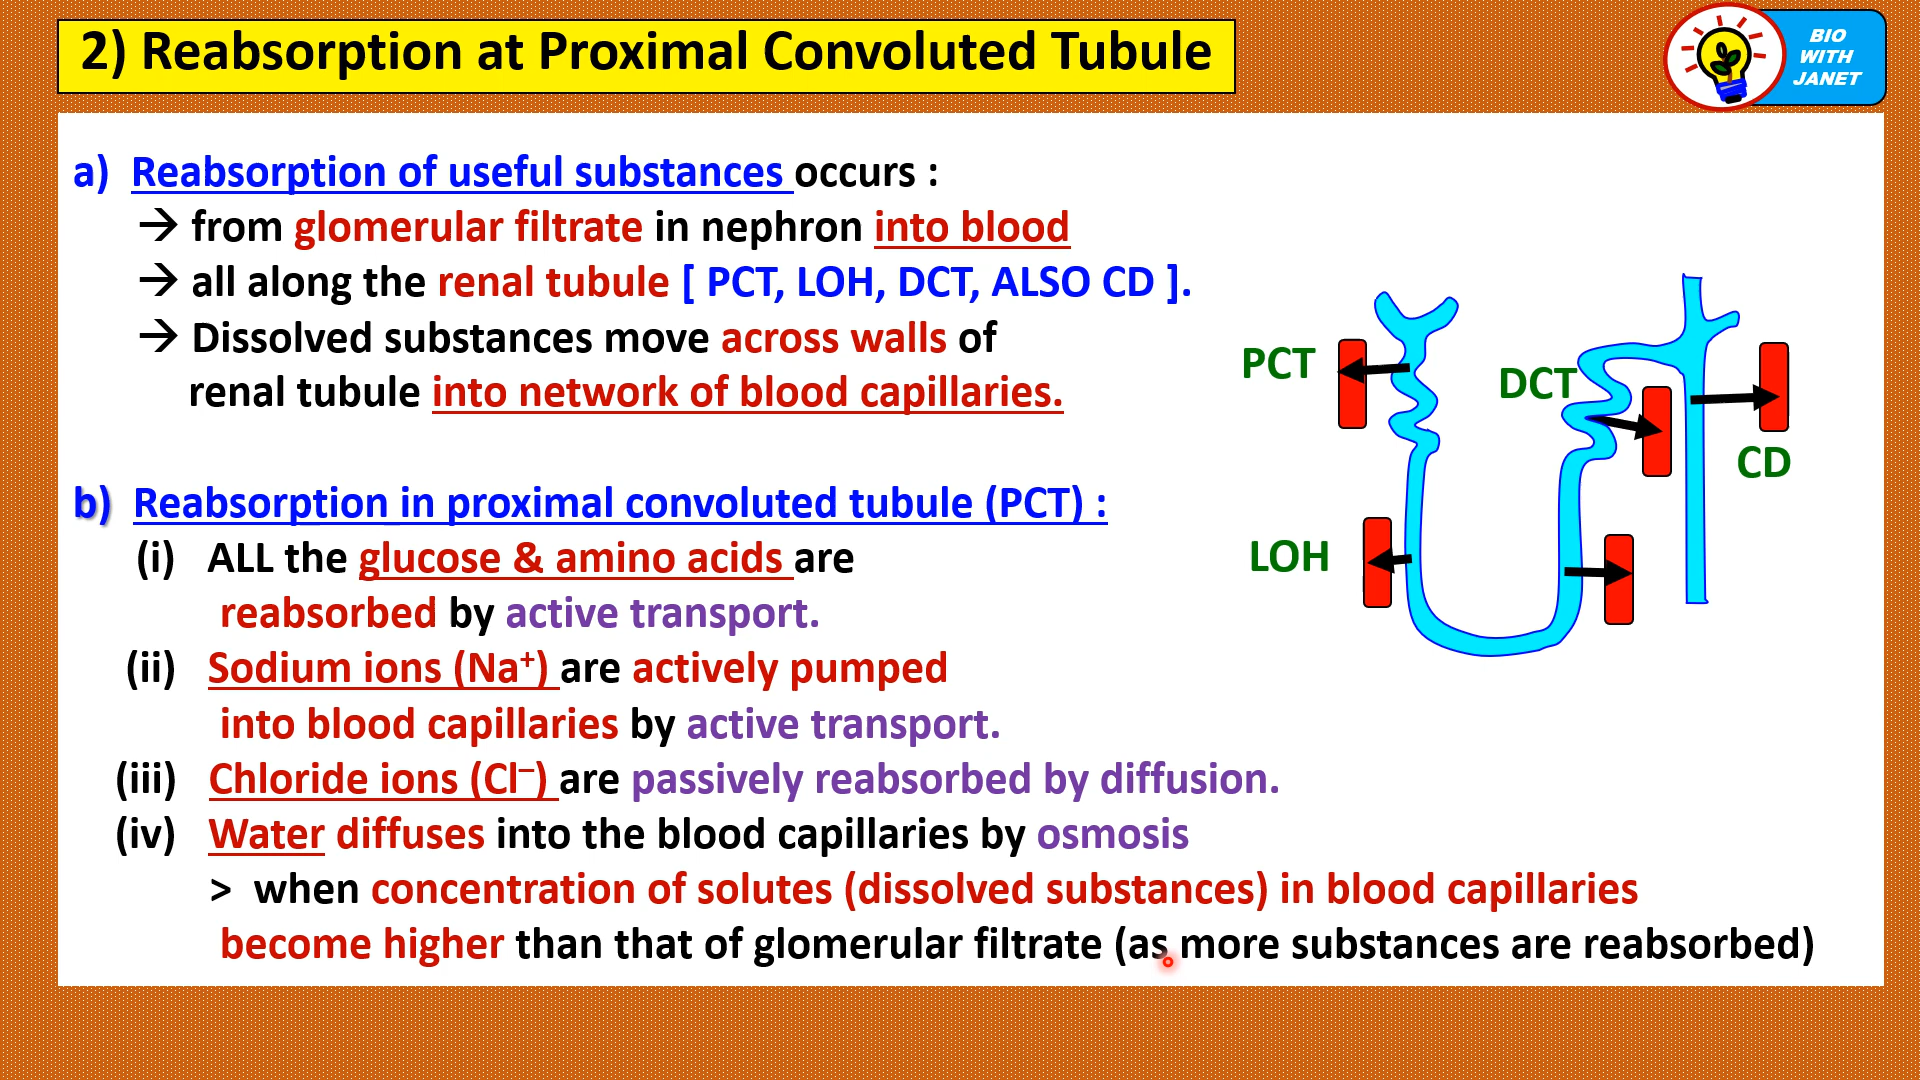 2) Reabsorption at Proximal Convoluted Tubule
BIO
WITH
JANET
a) Reabsorption of useful substances occurs :
→ from glomerular filtrate in nephron into blood
→ all along the renal tubule [ PCT, LOH, DCT, ALSO CD ].
→ Dissolved substances move across walls of
renal tubule into network of blood capillaries.
b) Reabsorption in proximal convoluted tubule (PCT) :
(i) ALL the glucose & amino acids are
reabsorbed by active transport.
(ii) Sodium ions (Na⁺) are actively pumped
into blood capillaries by active transport.
(iii) Chloride ions (Cl⁻) are passively reabsorbed by diffusion.
(iv) Water diffuses into the blood capillaries by osmosis
> when concentration of solutes (dissolved substances) in blood capillaries
become higher than that of glomerular filtrate (as more substances are reabsorbed)
PCT
DCT
CD
LOH